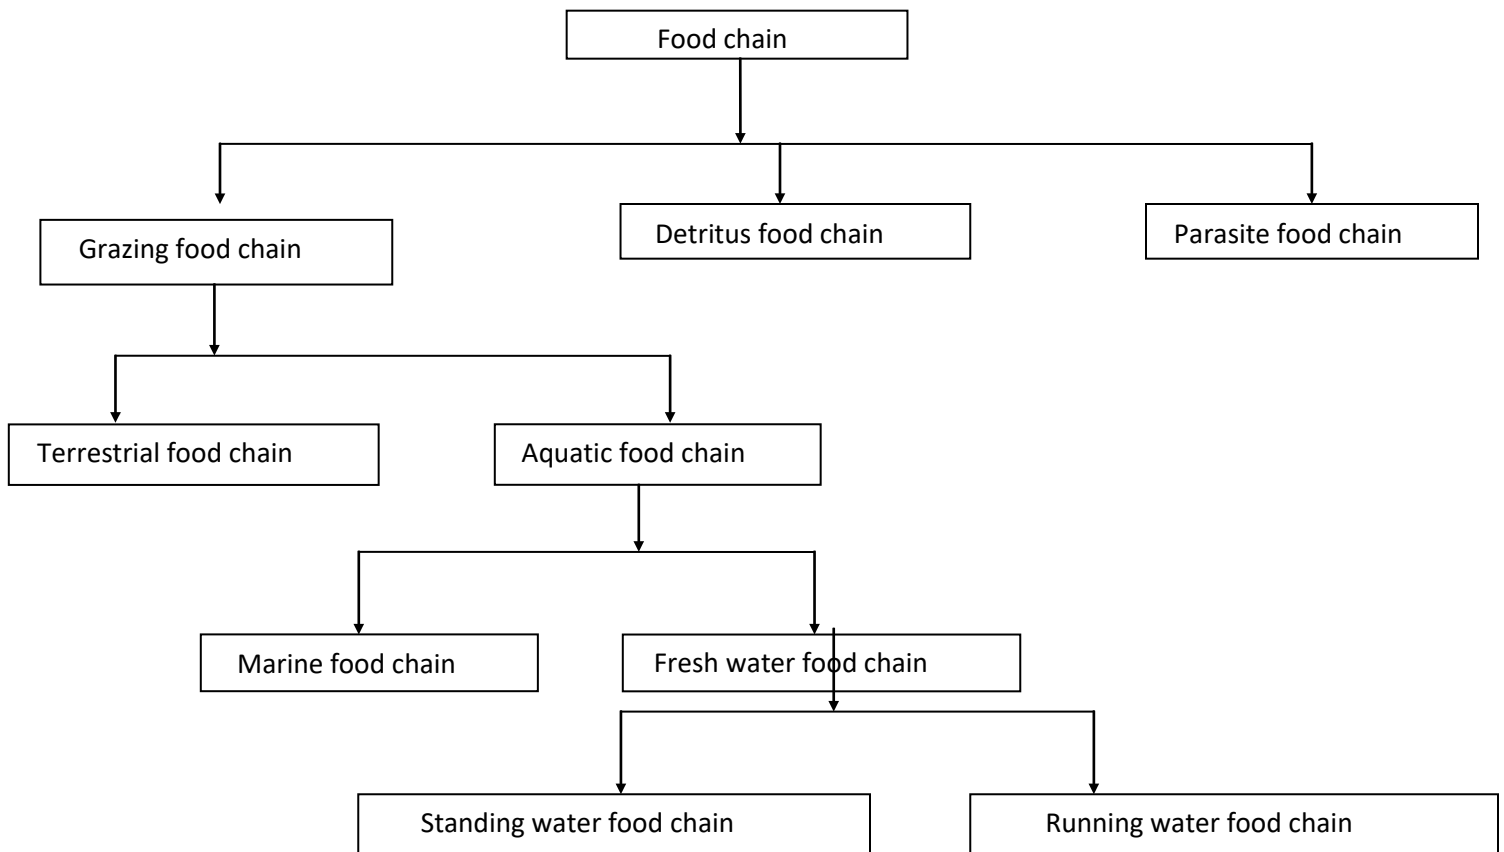 Food chain
Grazing food chain
Detritus food chain
Parasite food chain
Terrestrial food chain
Aquatic food chain
Marine food chain
Fresh water food chain
Standing water food chain
Running water food chain